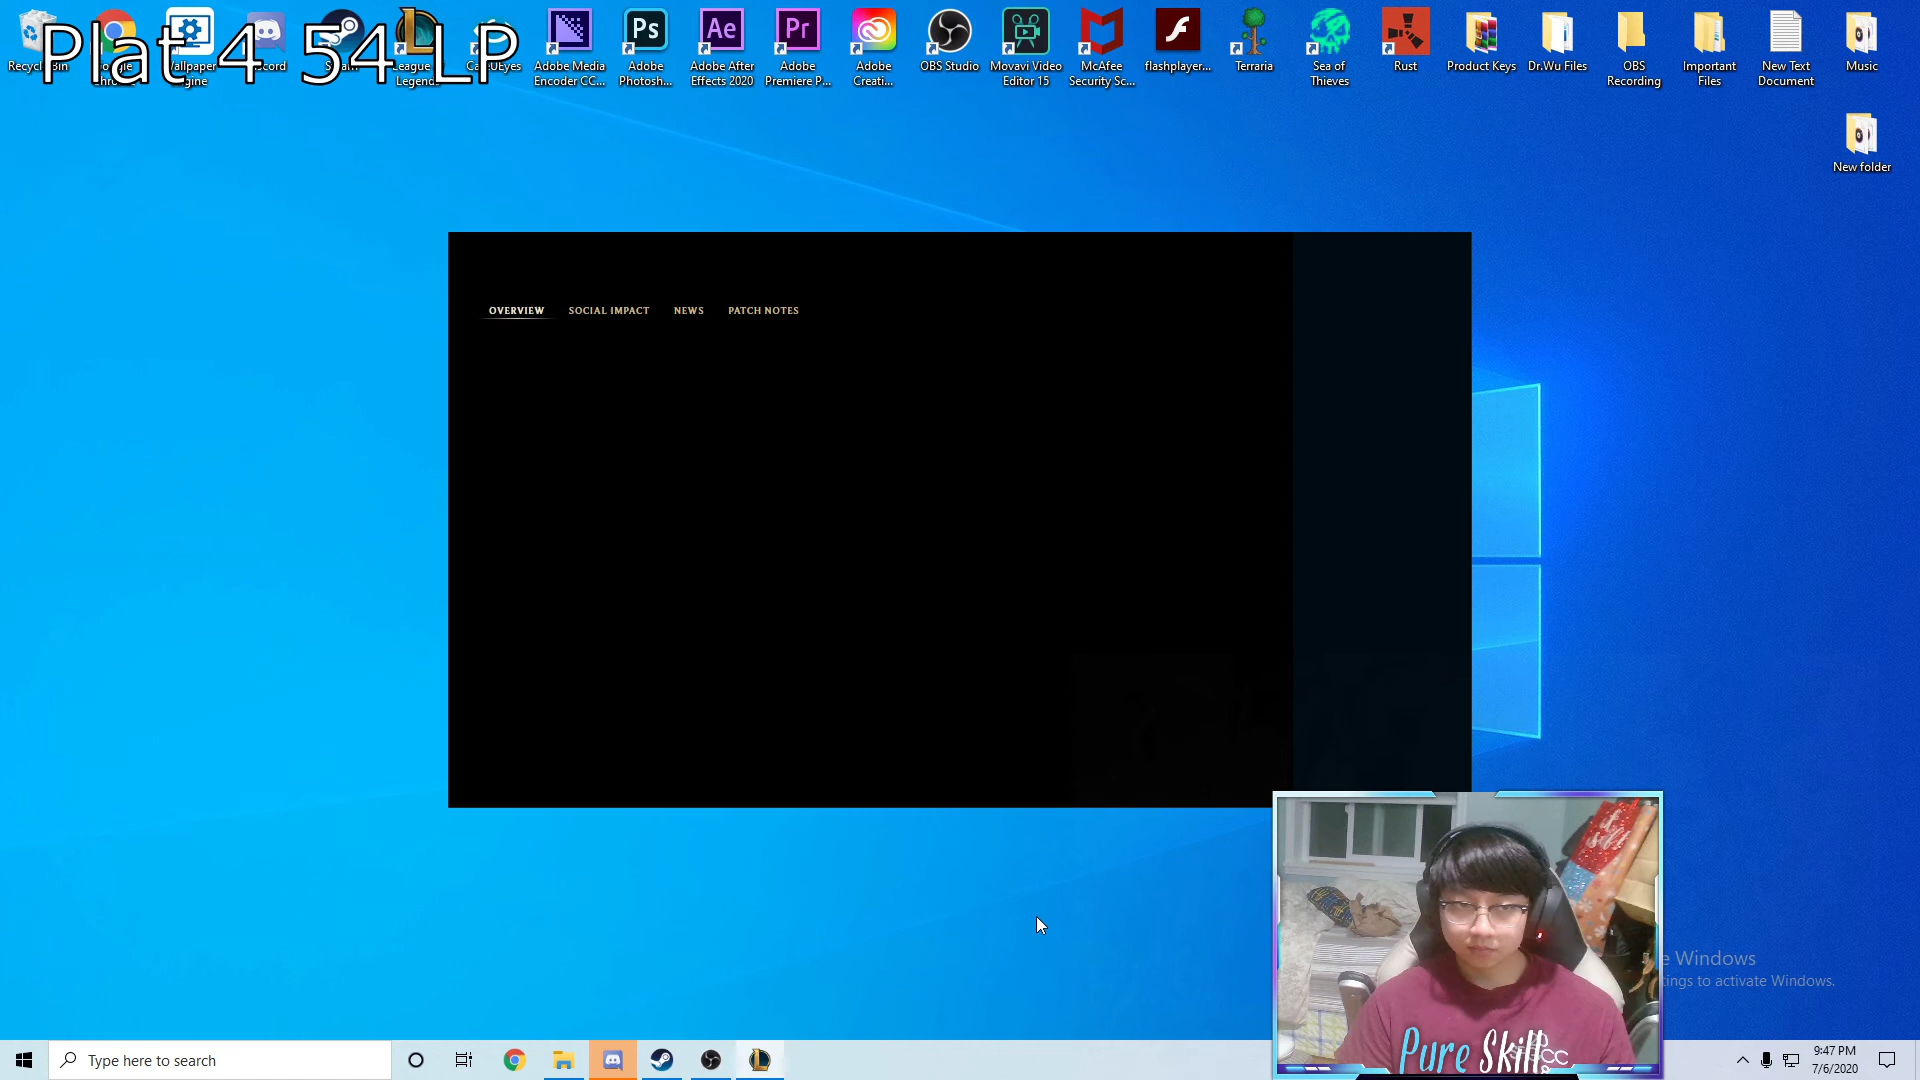 Plat 4 54 LP
Discord
League
Legends
Adobe Media
Encoder CC...
Adobe
Photosh...
Adobe After
Effects 2020
Adobe
Premiere P...
Adobe
Creati...
OBS Studio
Movavi Video
Editor 15
McAfee
Security Sc...
flashplayer...
Terraria
Sea of
Thieves
Rust
Product Keys
Dr.Wu Files
OBS
Recording
Important
Files
New Text
Document
Music
New folder
OVERVIEW SOCIAL IMPACT NEWS PATCH NOTES
Windows
to activate Windows.
Pure Skill
Type here to search
9:47 PM
7/6/2020